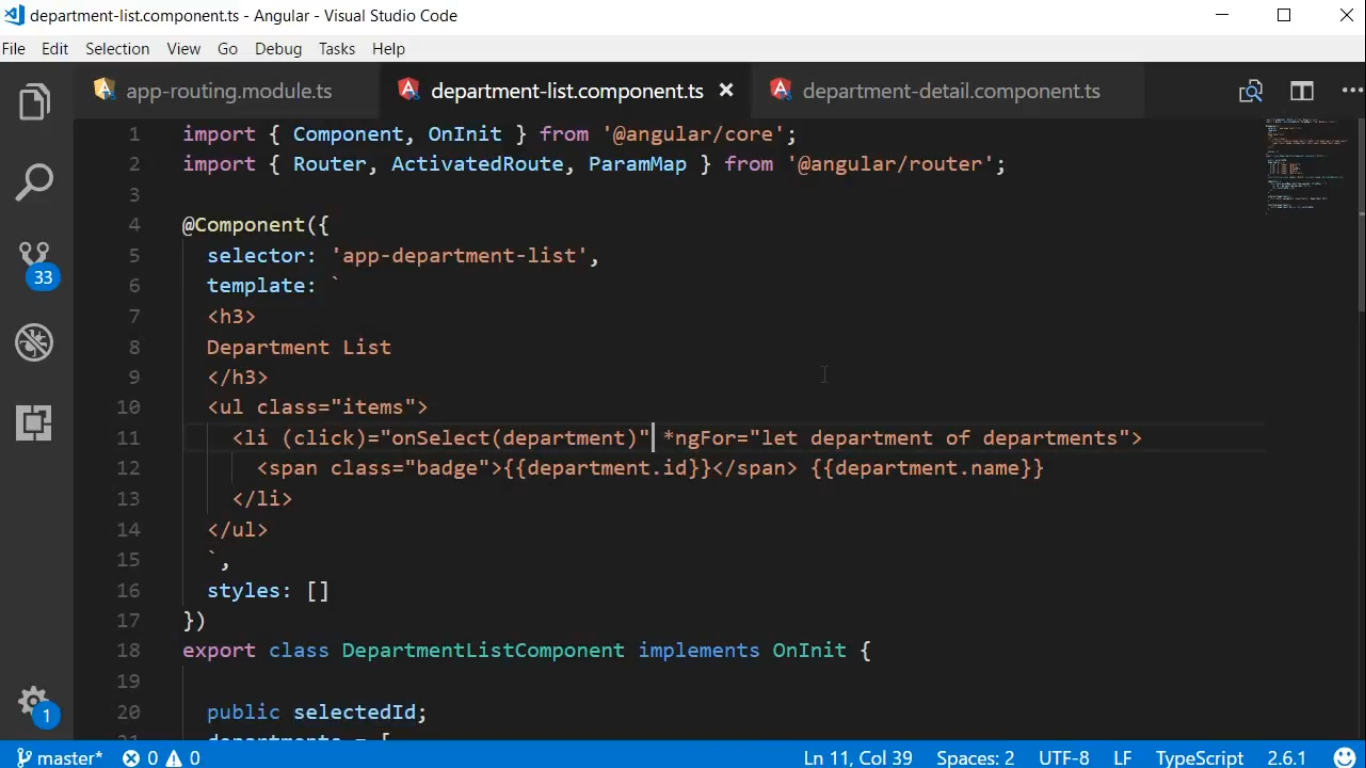 department-list.component.ts - Angular - Visual Studio Code
File Edit Selection View Go Debug Tasks Help
app-routing.module.ts department-list.component.ts department-detail.component.ts
1 import { Component, OnInit } from '@angular/core';
2 import { Router, ActivatedRoute, ParamMap } from '@angular/router';
3
4 @Component({
5 selector: 'app-department-list',
6 template: `
7 <h3>
8 Department List
9 </h3>
10 <ul class="items">
11 <li (click)="onSelect(department)" *ngFor="let department of departments">
12 <span class="badge">{{department.id}}</span> {{department.name}}
13 </li>
14 </ul>
15 `,
16 styles: []
17 })
18 export class DepartmentListComponent implements OnInit {
19
20 public selectedId;
21 departments = [
33
1
master* 0 0 Ln 11, Col 39 Spaces: 2 UTF-8 LF TypeScript 2.6.1